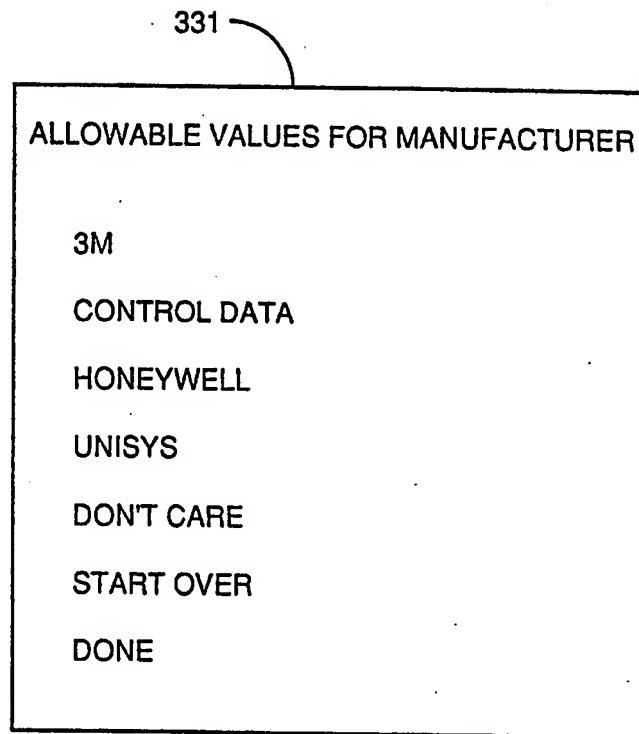 331
ALLOWABLE VALUES FOR MANUFACTURER
3M
CONTROL DATA
HONEYWELL
UNISYS
DON'T CARE
START OVER
DONE